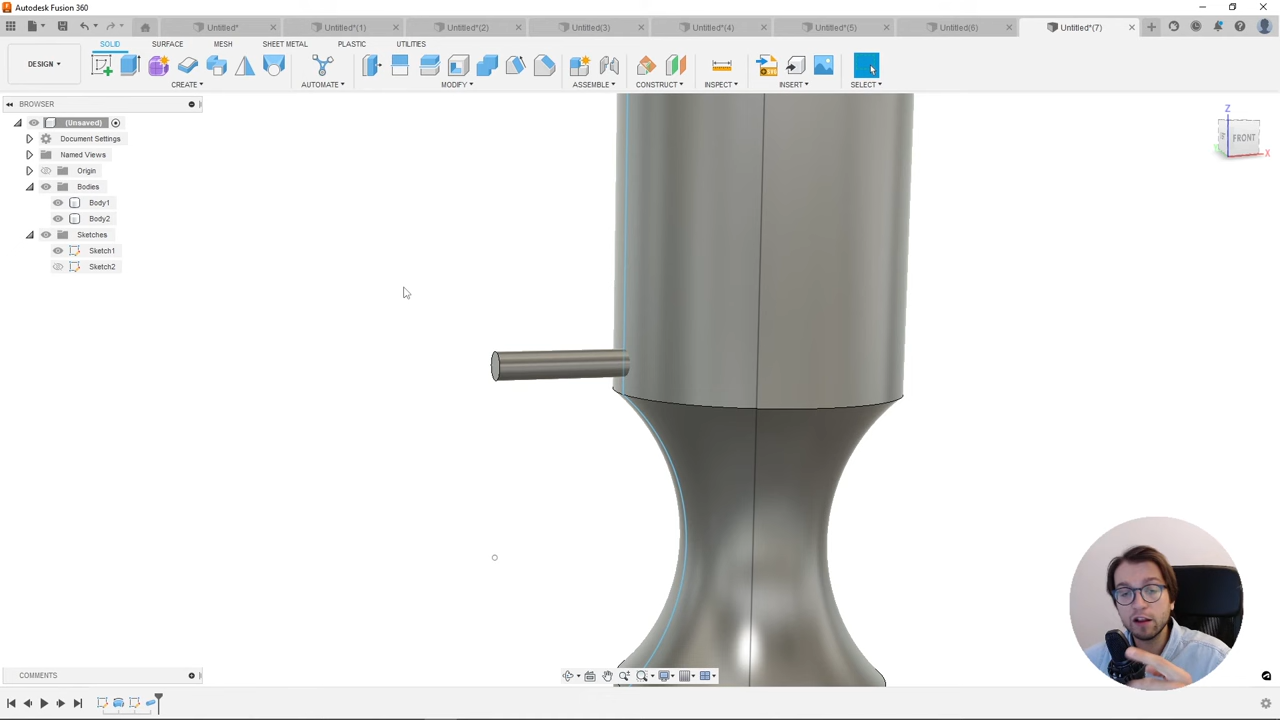 Autodesk Fusion 360
Untitled*
Untitled*(1)
Untitled*(2)
Untitled(3)
Untitled*(4)
Untitled*(5)
Untitled(6)
Untitled*(7)
SOLID
SURFACE
MESH
SHEET METAL
PLASTIC
UTILITIES
DESIGN
CREATE
AUTOMATE
MODIFY
ASSEMBLE
CONSTRUCT
INSPECT
INSERT
SELECT
BROWSER
(Unsaved)
Document Settings
Named Views
Origin
Bodies
Body1
Body2
Sketches
Sketch1
Sketch2
Z
FRONT
X
COMMENTS